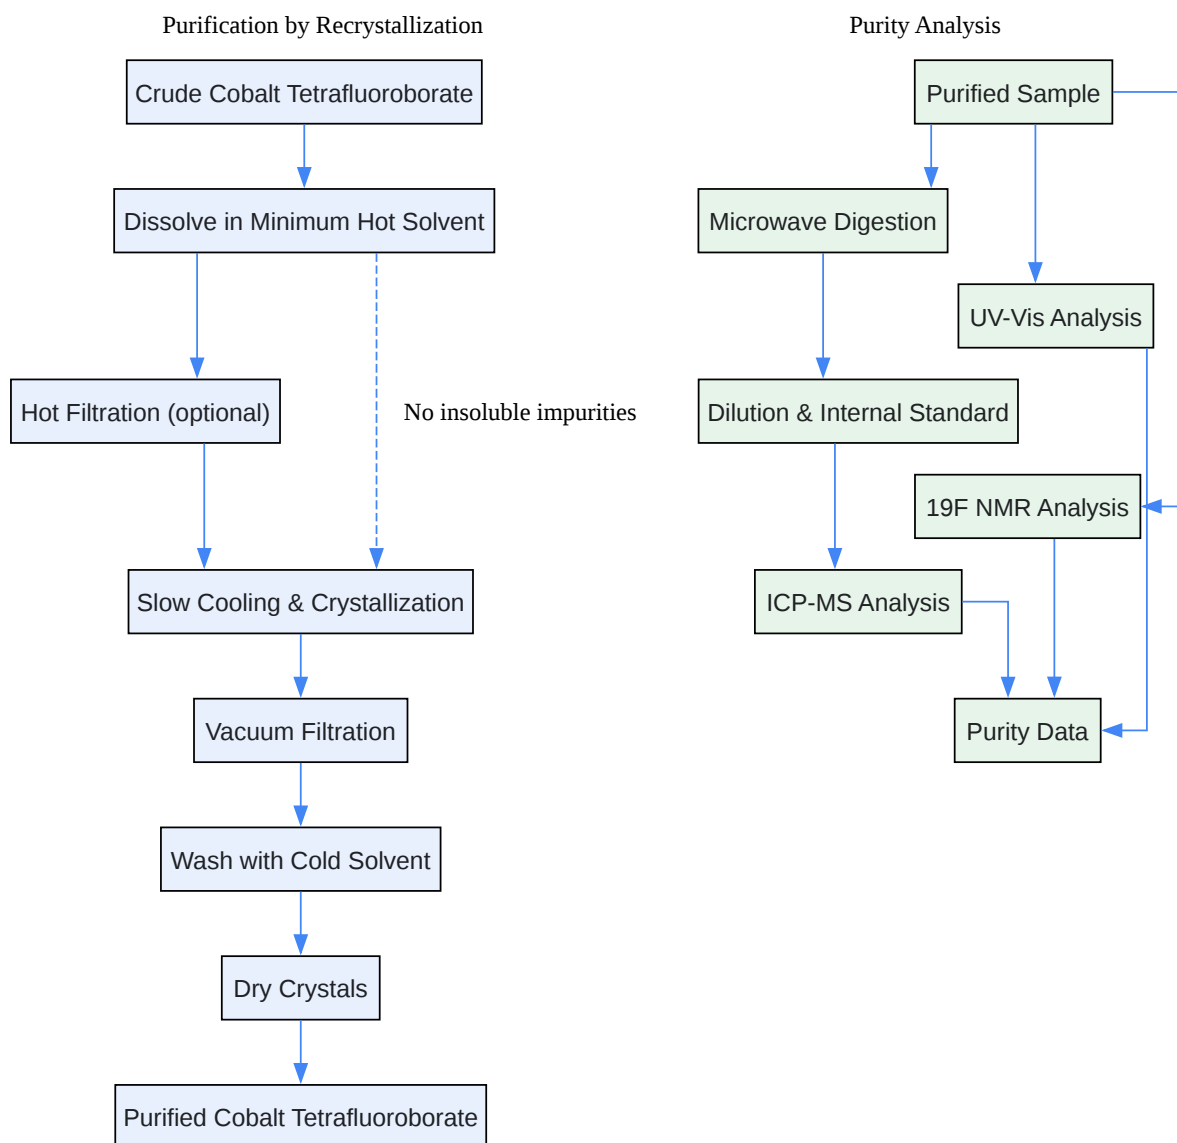 Purification by Recrystallization
Crude Cobalt Tetrafluoroborate
Dissolve in Minimum Hot Solvent
Hot Filtration (optional)
No insoluble impurities
Slow Cooling & Crystallization
Vacuum Filtration
Wash with Cold Solvent
Dry Crystals
Purified Cobalt Tetrafluoroborate
Purity Analysis
Purified Sample
Microwave Digestion
UV-Vis Analysis
Dilution & Internal Standard
19F NMR Analysis
ICP-MS Analysis
Purity Data